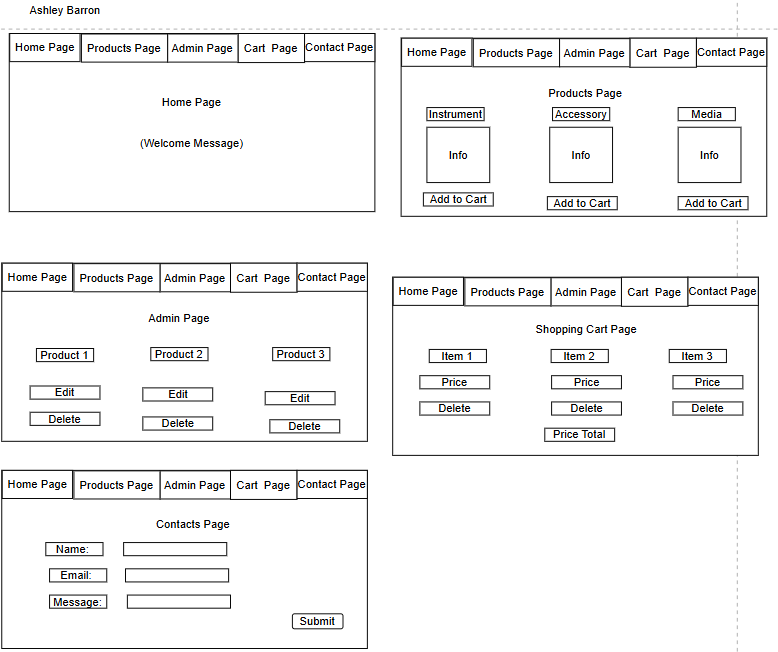 Ashley Barron
Home Page Products Page Admin Page Cart Page Contact Page
Home Page
(Welcome Message)
Home Page Products Page Admin Page Cart Page Contact Page
Products Page
Instrument Accessory Media
Info Info Info
Add to Cart Add to Cart Add to Cart
Home Page Products Page Admin Page Cart Page Contact Page
Admin Page
Product 1 Product 2 Product 3
Edit Edit Edit
Delete Delete Delete
Home Page Products Page Admin Page Cart Page Contact Page
Shopping Cart Page
Item 1 Item 2 Item 3
Price Price Price
Delete Delete Delete
Price Total
Home Page Products Page Admin Page Cart Page Contact Page
Contacts Page
Name:
Email:
Message:
Submit